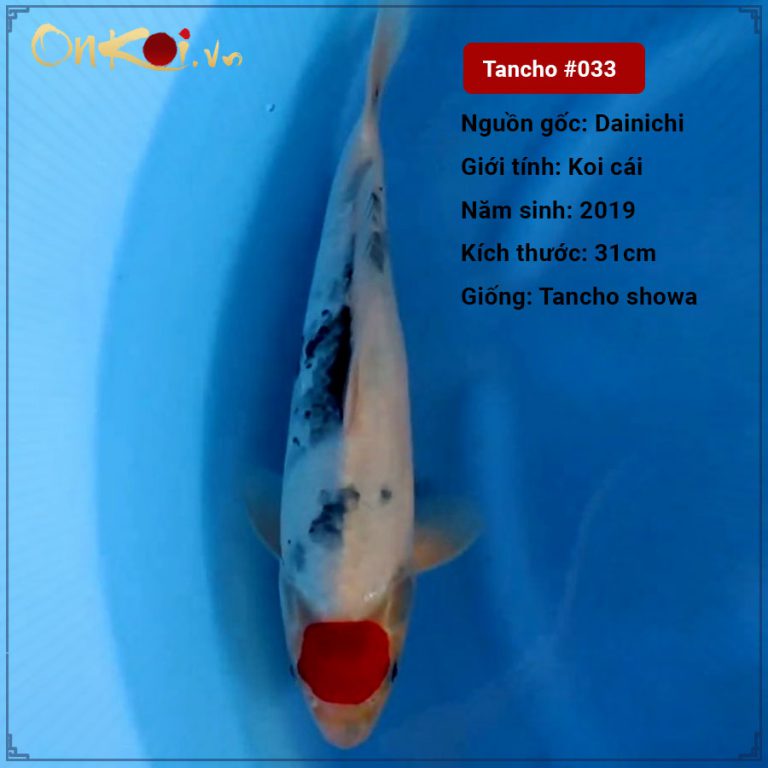 OnKoi.vn
Tancho #033
Nguồn gốc: Dainichi
Giới tính: Koi cái
Năm sinh: 2019
Kích thước: 31cm
Giống: Tancho showa